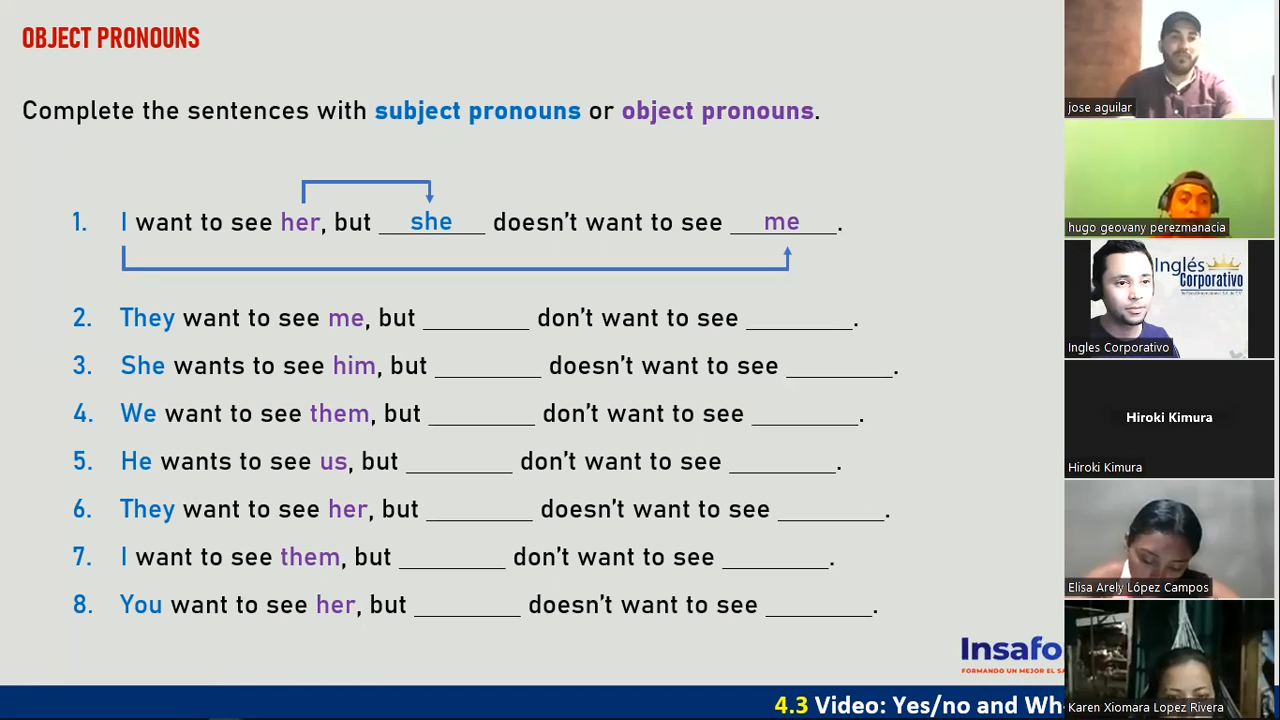 OBJECT PRONOUNS
Complete the sentences with subject pronouns or object pronouns.
1. I want to see her, but ___she___ doesn't want to see ___me___.
2. They want to see me, but ________ don't want to see ________.
3. She wants to see him, but ________ doesn't want to see ________.
4. We want to see them, but ________ don't want to see ________.
5. He wants to see us, but ________ don't want to see ________.
6. They want to see her, but ________ doesn't want to see ________.
7. I want to see them, but ________ don't want to see ________.
8. You want to see her, but ________ doesn't want to see ________.
Insafo
FORMANDO UN MEJOR EL SA
4.3 Video: Yes/no and Wh
jose aguilar
hugo geovany perezmanacia
Inglés
Corporativo
Ingles Corporativo
Hiroki Kimura
Hiroki Kimura
Elisa Arely López Campos
Karen Xiomara Lopez Rivera